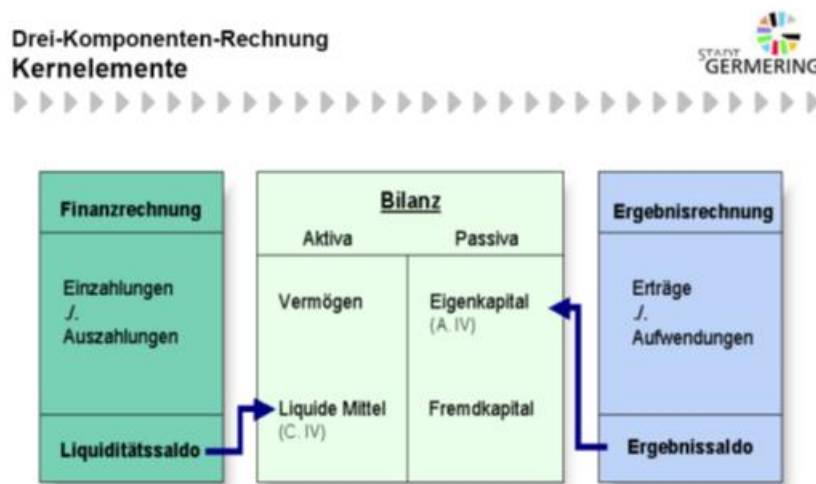 Drei-Komponenten-Rechnung
Kernelemente
STADT
GERMERING
Finanzrechnung
Einzahlungen
./.
Auszahlungen
Liquiditätssaldo
Bilanz
Aktiva Passiva
Vermögen Eigenkapital
(A. IV)
Liquide Mittel Fremdkapital
(C. IV)
Ergebnisrechnung
Erträge
./.
Aufwendungen
Ergebnissaldo